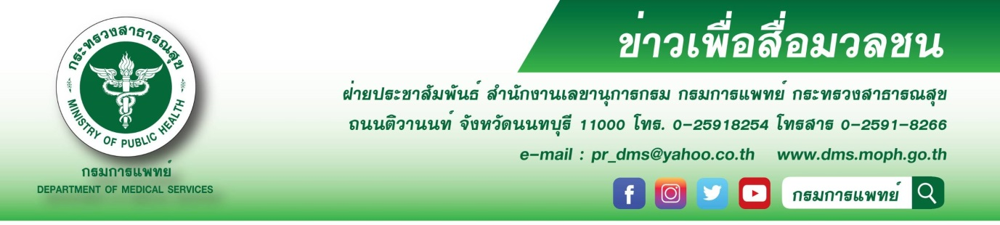 กระทรวงสาธารณสุข
MINISTRY OF PUBLIC HEALTH
กรมการแพทย์
DEPARTMENT OF MEDICAL SERVICES
ข่าวเพื่อสื่อมวลชน
ฝ่ายประชาสัมพันธ์ สำนักงานเลขานุการกรม กรมการแพทย์ กระทรวงสาธารณสุข
ถนนติวานนท์ จังหวัดนนทบุรี 11000 โทร. 0-25918254 โทรสาร 0-2591-8266
e-mail : pr_dms@yahoo.co.th www.dms.moph.go.th
กรมการแพทย์